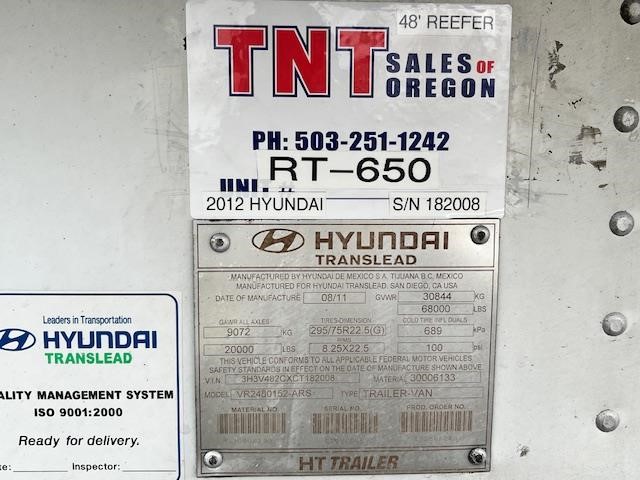 48' REEFER
TNT SALES OF OREGON
PH: 503-251-1242
UNIT # RT-650
2012 HYUNDAI S/N 182008
HYUNDAI
TRANSLEAD
MANUFACTURED BY HYUNDAI DE MEXICO S.A. TIJUANA B.C. MEXICO
MANUFACTURED FOR HYUNDAI TRANSLEAD. SAN DIEGO, CA USA
DATE OF MANUFACTURE 08/11 GVWR 30844 KG
68000 LBS
GAWR ALL AXLES TIRES-DIMENSION COLD TIRE INFL DUALS
9072 KG 295/75R22.5(G) 689 kPa
RIMS
20000 LBS 8.25X22.5 100 psi
THIS VEHICLE CONFORMS TO ALL APPLICABLE FEDERAL MOTOR VEHICLE
SAFETY STANDARDS IN EFFECT ON THE DATE OF MANUFACTURE SHOWN ABOVE
V.I.N. 3H3V482CXCT182008 MATERIAL 30006133
MODEL VR2480152-ARS TYPE TRAILER-VAN
MATERIAL NO. SERIAL NO. PROD. ORDER NO.
HT TRAILER
Leaders in Transportation
HYUNDAI
TRANSLEAD
ALITY MANAGEMENT SYSTEM
ISO 9001:2000
Ready for delivery.
te: Inspector: